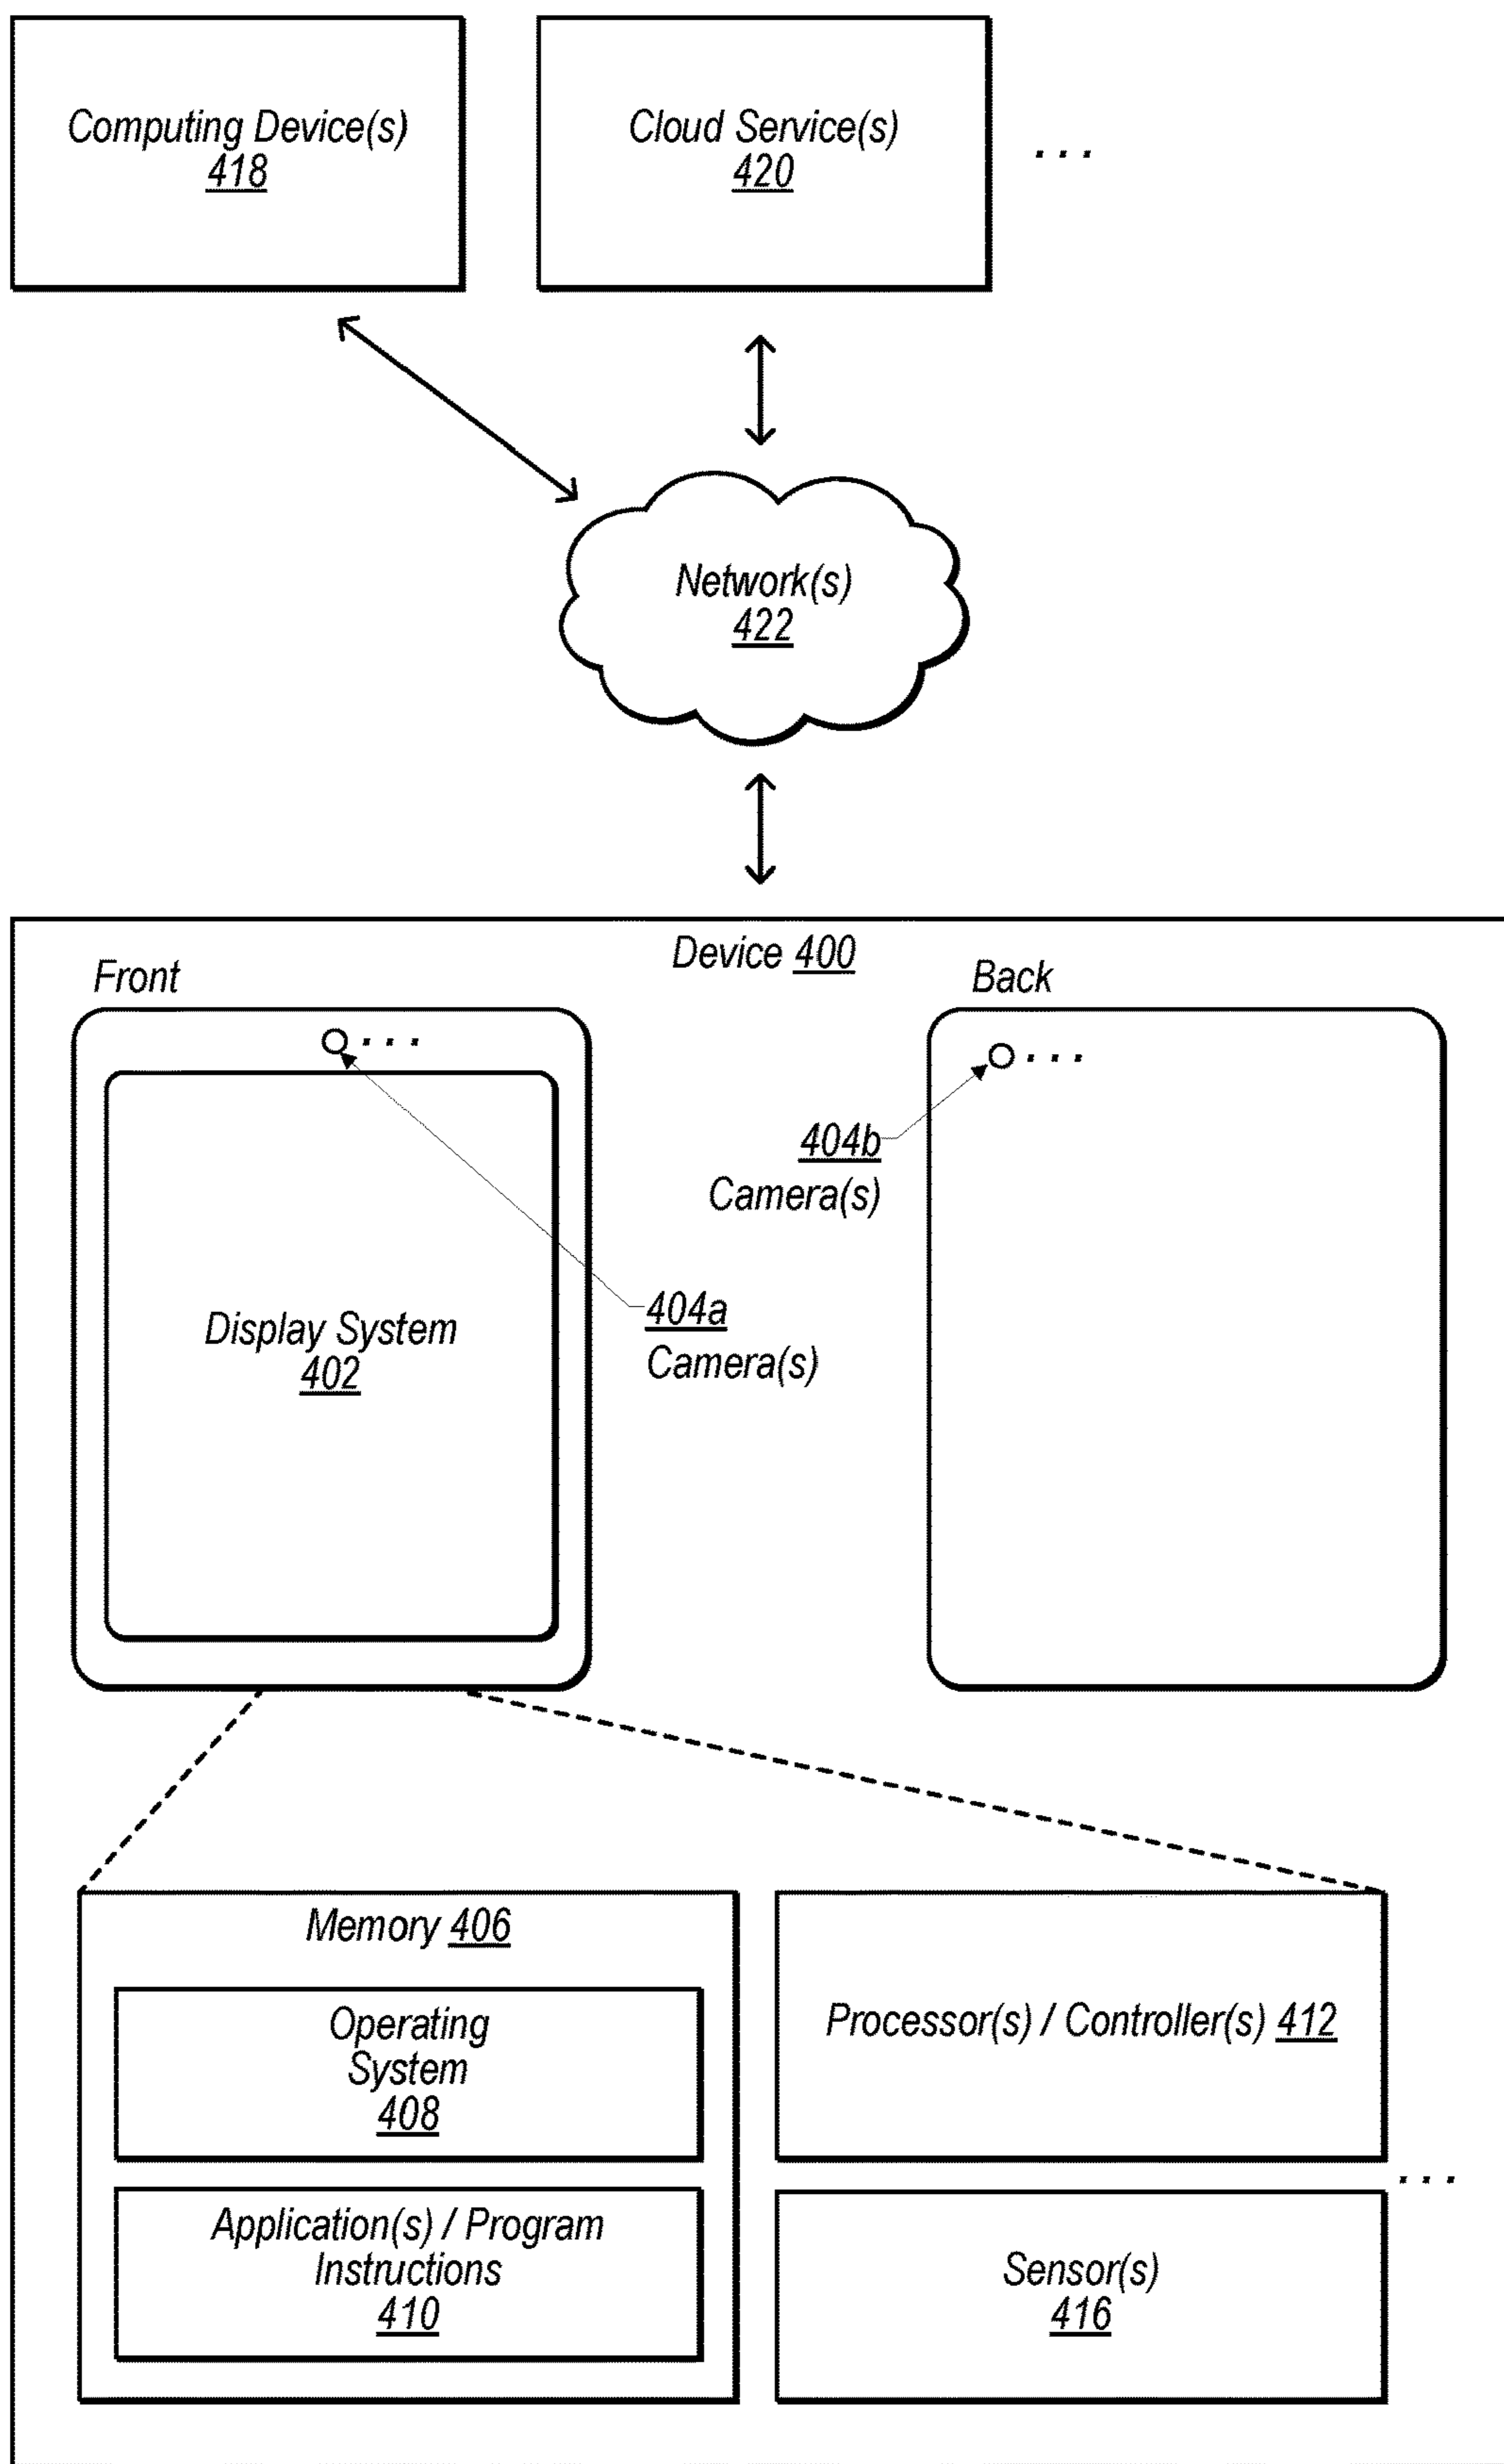 Computing Device(s)
418
Cloud Service(s)
420
. . .
Network(s)
422
Device 400
Front
Back
. . .
. . .
404b
Camera(s)
404a
Camera(s)
Display System
402
Memory 406
Operating
System
408
Application(s) / Program
Instructions
410
Processor(s) / Controller(s) 412
. . .
Sensor(s)
416